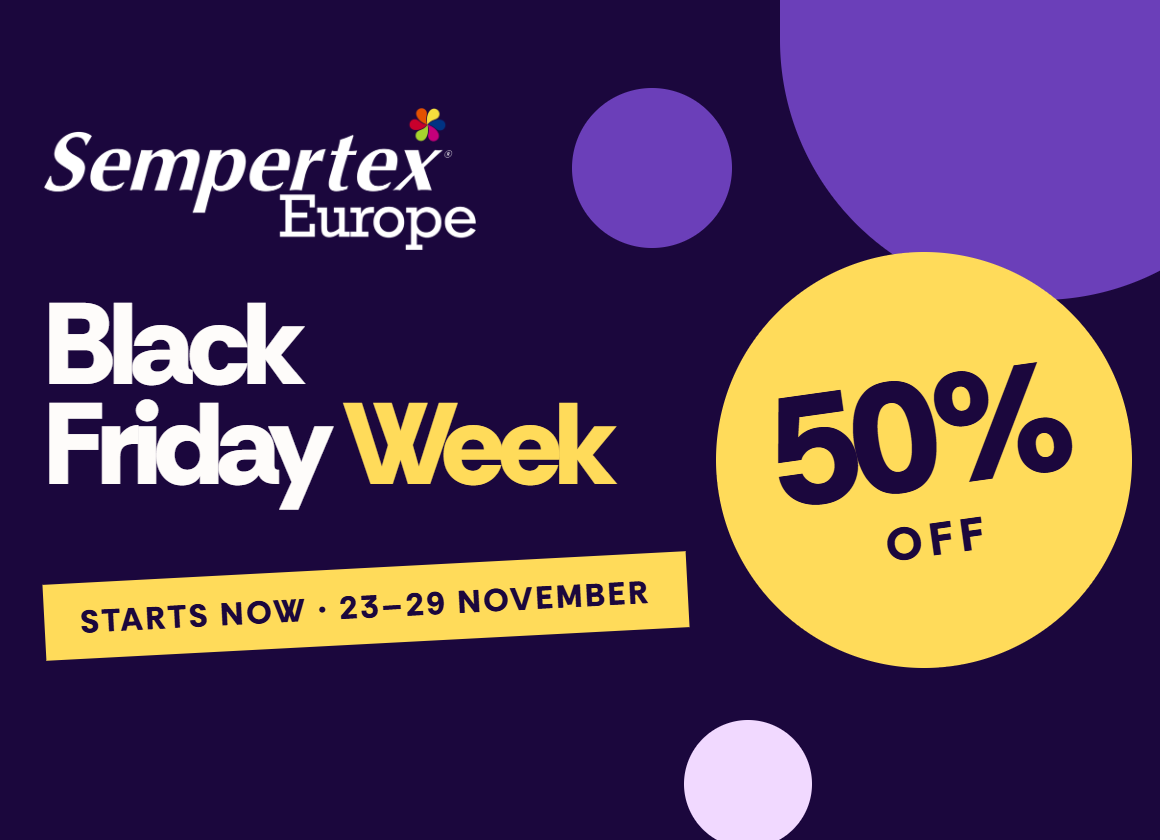 Sempertex®
Europe
Black
Friday Week
50%
OFF
STARTS NOW · 23–29 NOVEMBER